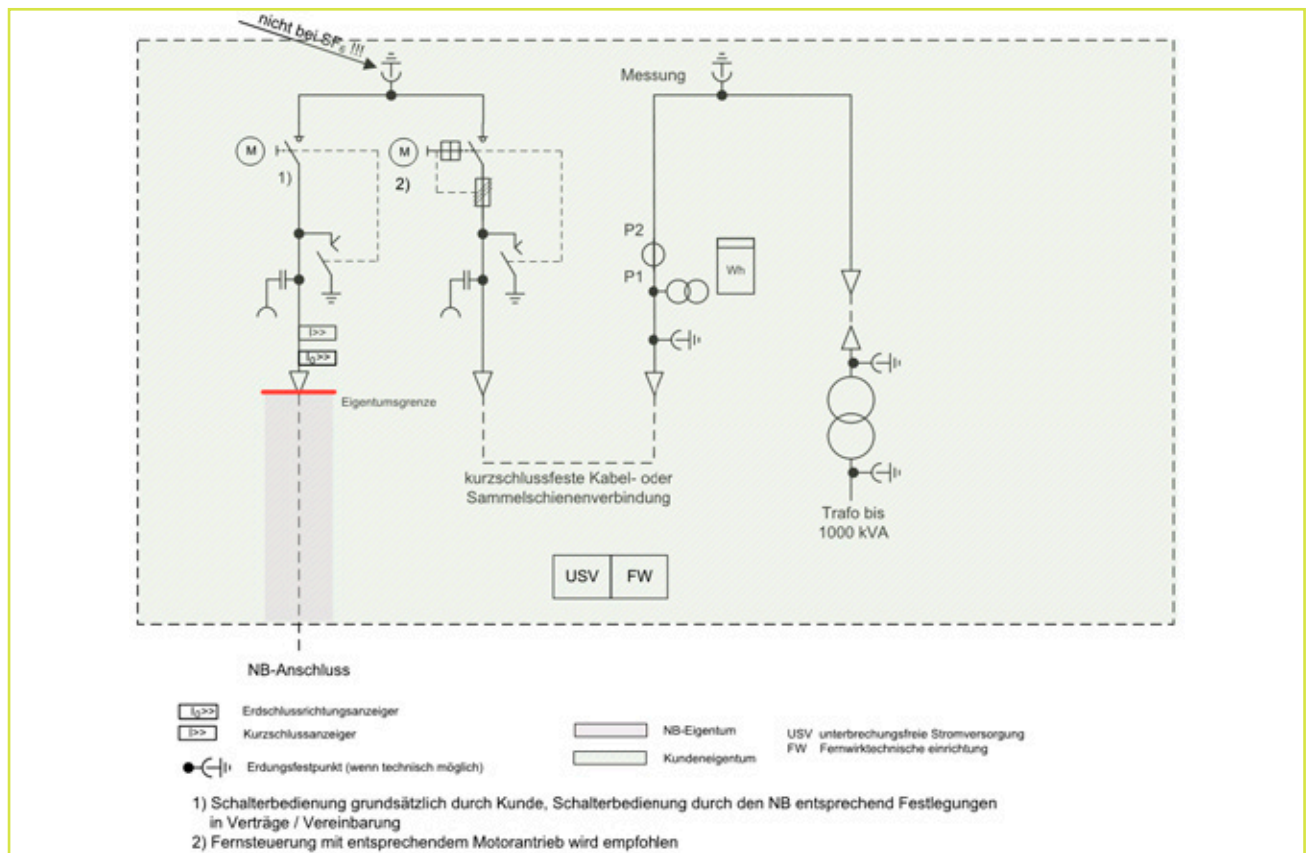 nicht bei SF₆ !!!
Messung
M
1)
M
2)
P2
P1
Wh
I>>
I₀>>
Eigentumsgrenze
kurzschlussfeste Kabel- oder
Sammelschienenverbindung
Trafo bis
1000 kVA
USV FW
NB-Anschluss
I₀>> Erdschlussrichtungsanzeiger
I>> Kurzschlussanzeiger
Erdungsfestpunkt (wenn technisch möglich)
NB-Eigentum
Kundeneigentum
USV unterbrechungsfreie Stromversorgung
FW Fernwirktechnische einrichtung
1) Schalterbedienung grundsätzlich durch Kunde, Schalterbedienung durch den NB entsprechend Festlegungen
in Verträge / Vereinbarung
2) Fernsteuerung mit entsprechendem Motorantrieb wird empfohlen